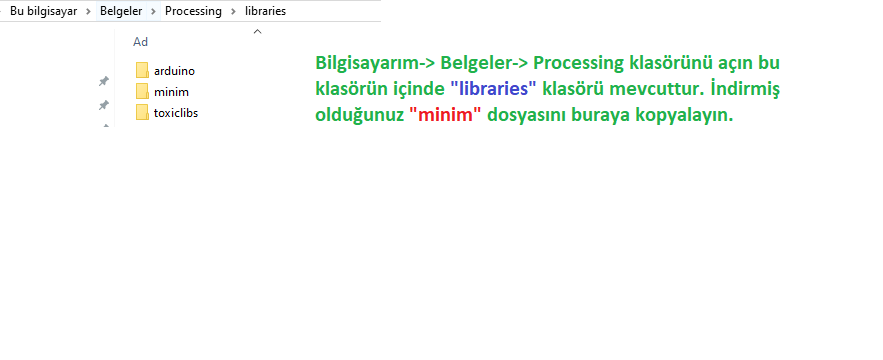 Bu bilgisayar > Belgeler > Processing > libraries
Ad
arduino
minim
toxiclibs
Bilgisayarım-> Belgeler-> Processing klasörünü açın bu
klasörün içinde "libraries" klasörü mevcuttur. İndirmiş
olduğunuz "minim" dosyasını buraya kopyalayın.